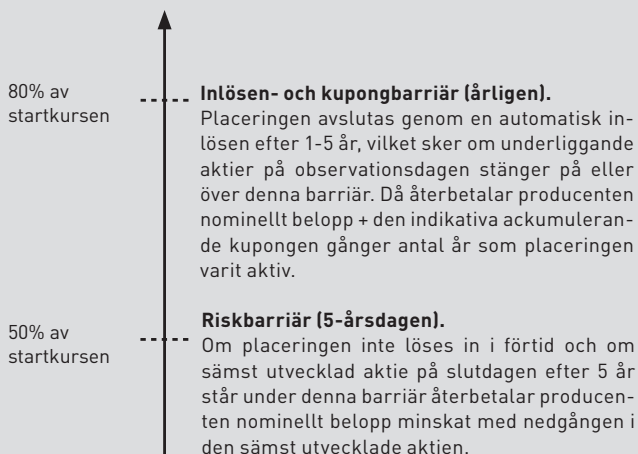 80% av
startkursen
Inlösen- och kupongbarriär (årligen).
Placeringen avslutas genom en automatisk in-
lösen efter 1-5 år, vilket sker om underliggande
aktier på observationsdagen stänger på eller
över denna barriär. Då återbetalar producenten
nominellt belopp + den indikativa ackumuleran-
de kupongen gånger antal år som placeringen
varit aktiv.
50% av
startkursen
Riskbarriär (5-årsdagen).
Om placeringen inte löses in i förtid och om
sämst utvecklad aktie på slutdagen efter 5 år
står under denna barriär återbetalar producen-
ten nominellt belopp minskat med nedgången i
den sämst utvecklade aktien.